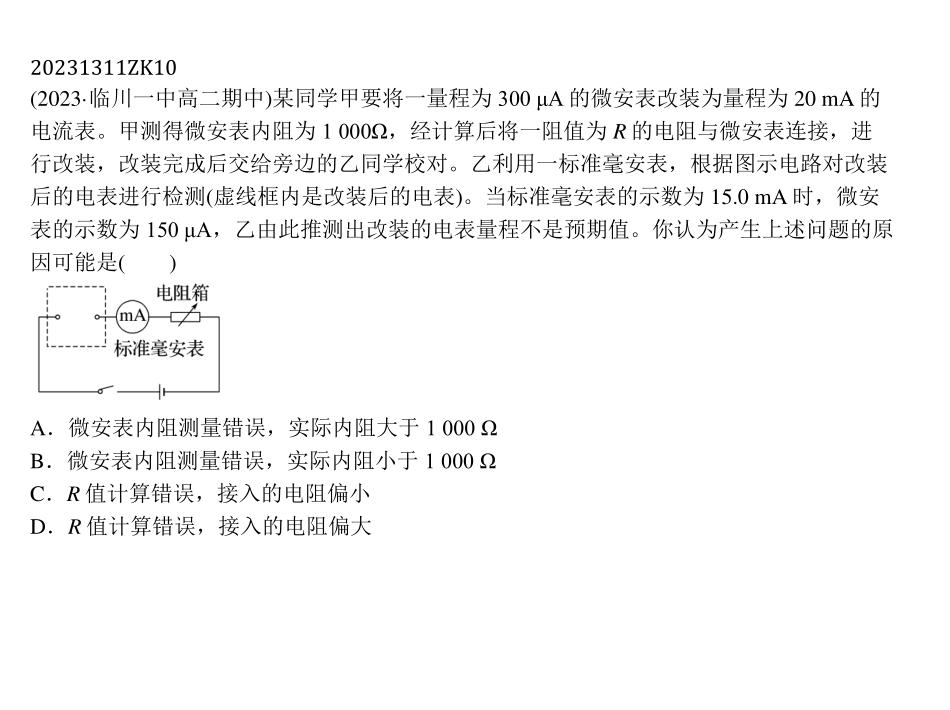 20231311ZK10
(2023·临川一中高二期中)某同学甲要将一量程为 300 μA 的微安表改装为量程为 20 mA 的
电流表。甲测得微安表内阻为 1 000Ω，经计算后将一阻值为 R 的电阻与微安表连接，进
行改装，改装完成后交给旁边的乙同学校对。乙利用一标准毫安表，根据图示电路对改装
后的电表进行检测(虚线框内是改装后的电表)。当标准毫安表的示数为 15.0 mA 时，微安
表的示数为 150 μA，乙由此推测出改装的电表量程不是预期值。你认为产生上述问题的原
因可能是(　　)
电阻箱
mA
标准毫安表
A．微安表内阻测量错误，实际内阻大于 1 000 Ω
B．微安表内阻测量错误，实际内阻小于 1 000 Ω
C．R 值计算错误，接入的电阻偏小
D．R 值计算错误，接入的电阻偏大